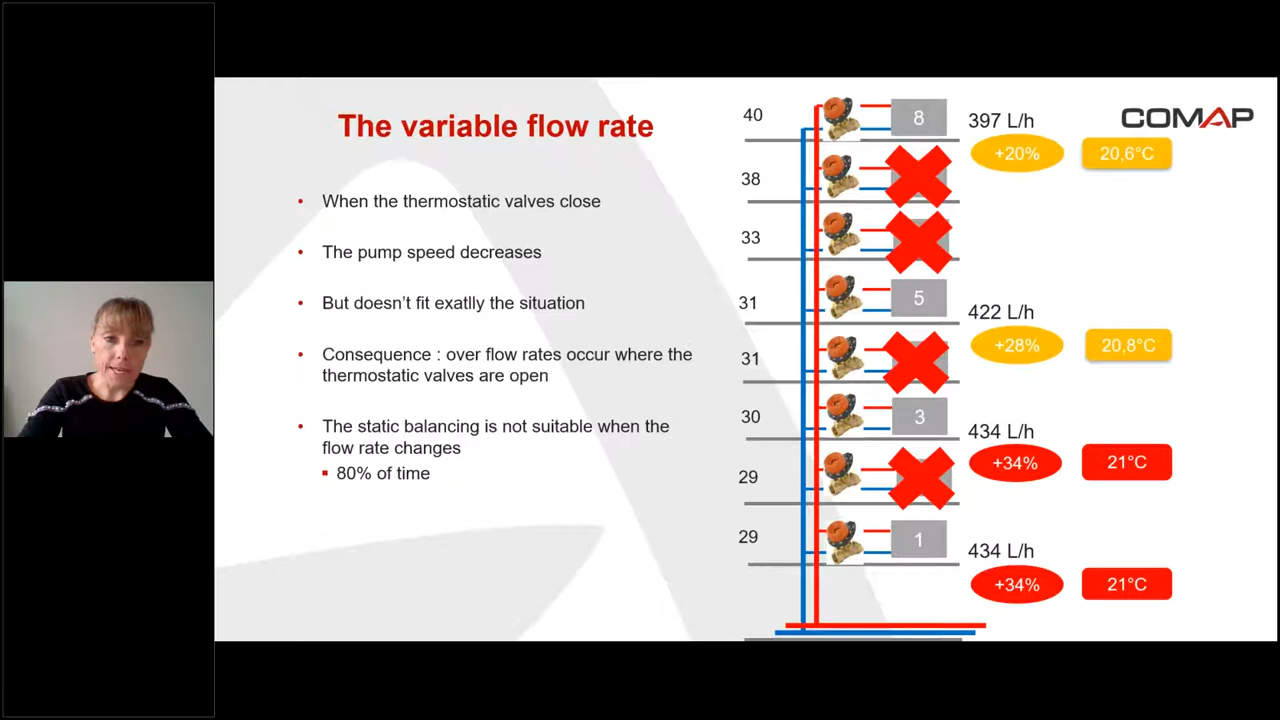 The variable flow rate
• When the thermostatic valves close
• The pump speed decreases
• But doesn't fit exatlly the situation
• Consequence : over flow rates occur where the
thermostatic valves are open
• The static balancing is not suitable when the
flow rate changes
▪ 80% of time
COMAP
40
8
397 L/h
+20%
20,6°C
38
33
31
5
422 L/h
+28%
20,8°C
31
30
3
434 L/h
+34%
21°C
29
29
1
434 L/h
+34%
21°C